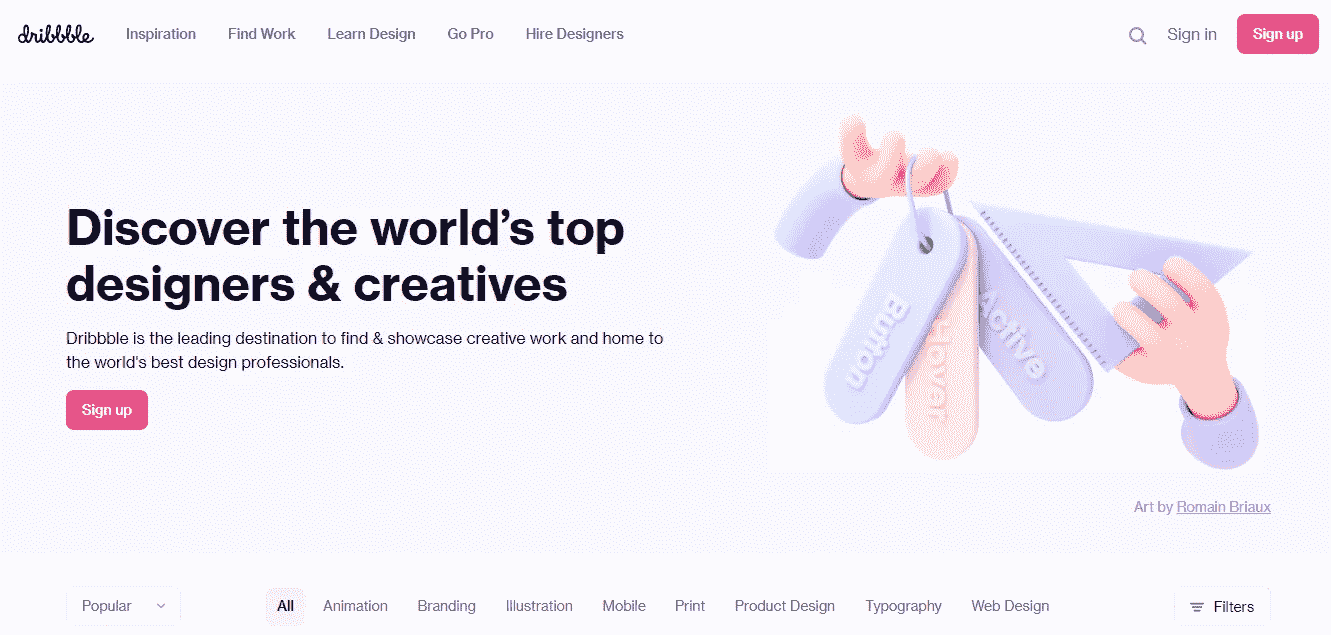 dribbble Inspiration Find Work Learn Design Go Pro Hire Designers Sign in Sign up
Discover the world’s top
designers & creatives
Dribbble is the leading destination to find & showcase creative work and home to
the world's best design professionals.
Sign up
Button
Hover
Active
Art by Romain Briaux
Popular All Animation Branding Illustration Mobile Print Product Design Typography Web Design Filters